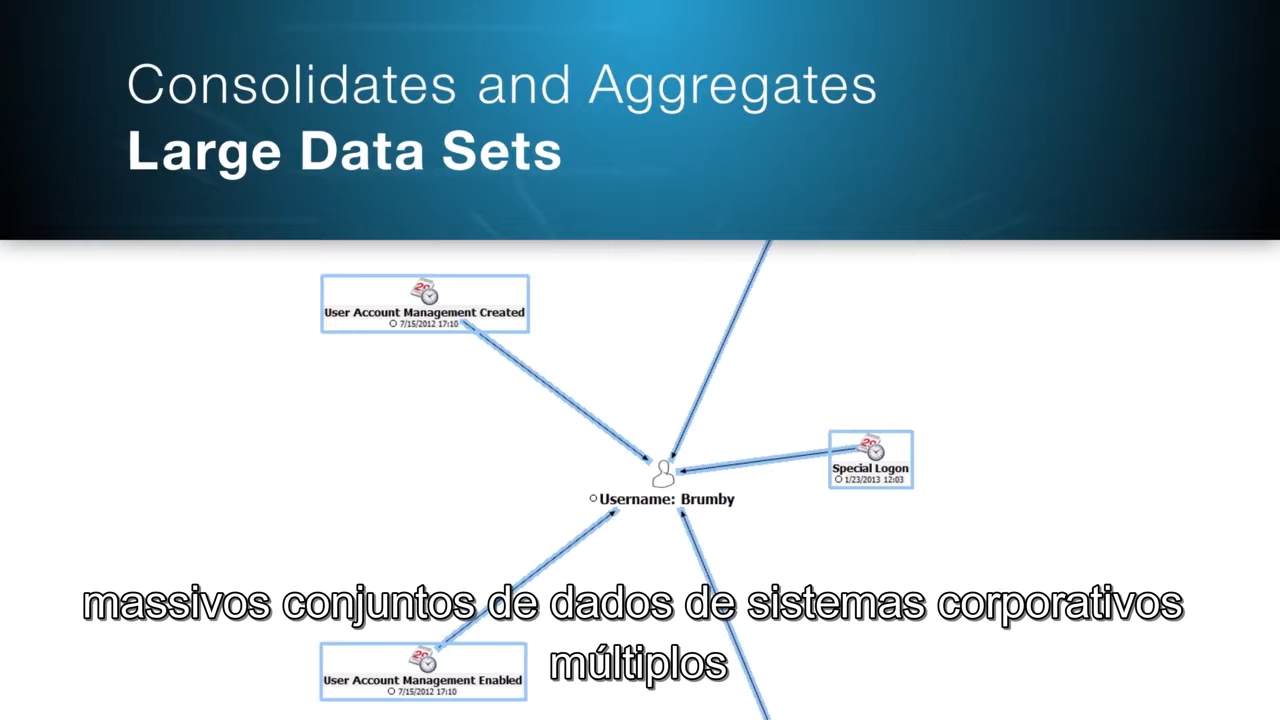 Consolidates and Aggregates
Large Data Sets
User Account Management Created
7/15/2012 17:10
Special Logon
1/23/2013 12:03
Username: Brumby
massivos conjuntos de dados de sistemas corporativos
múltiplos
User Account Management Enabled
7/15/2012 17:10